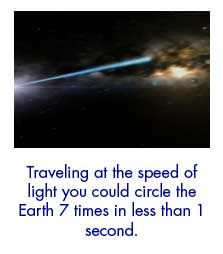 Traveling at the speed of
light you could circle the
Earth 7 times in less than 1
second.